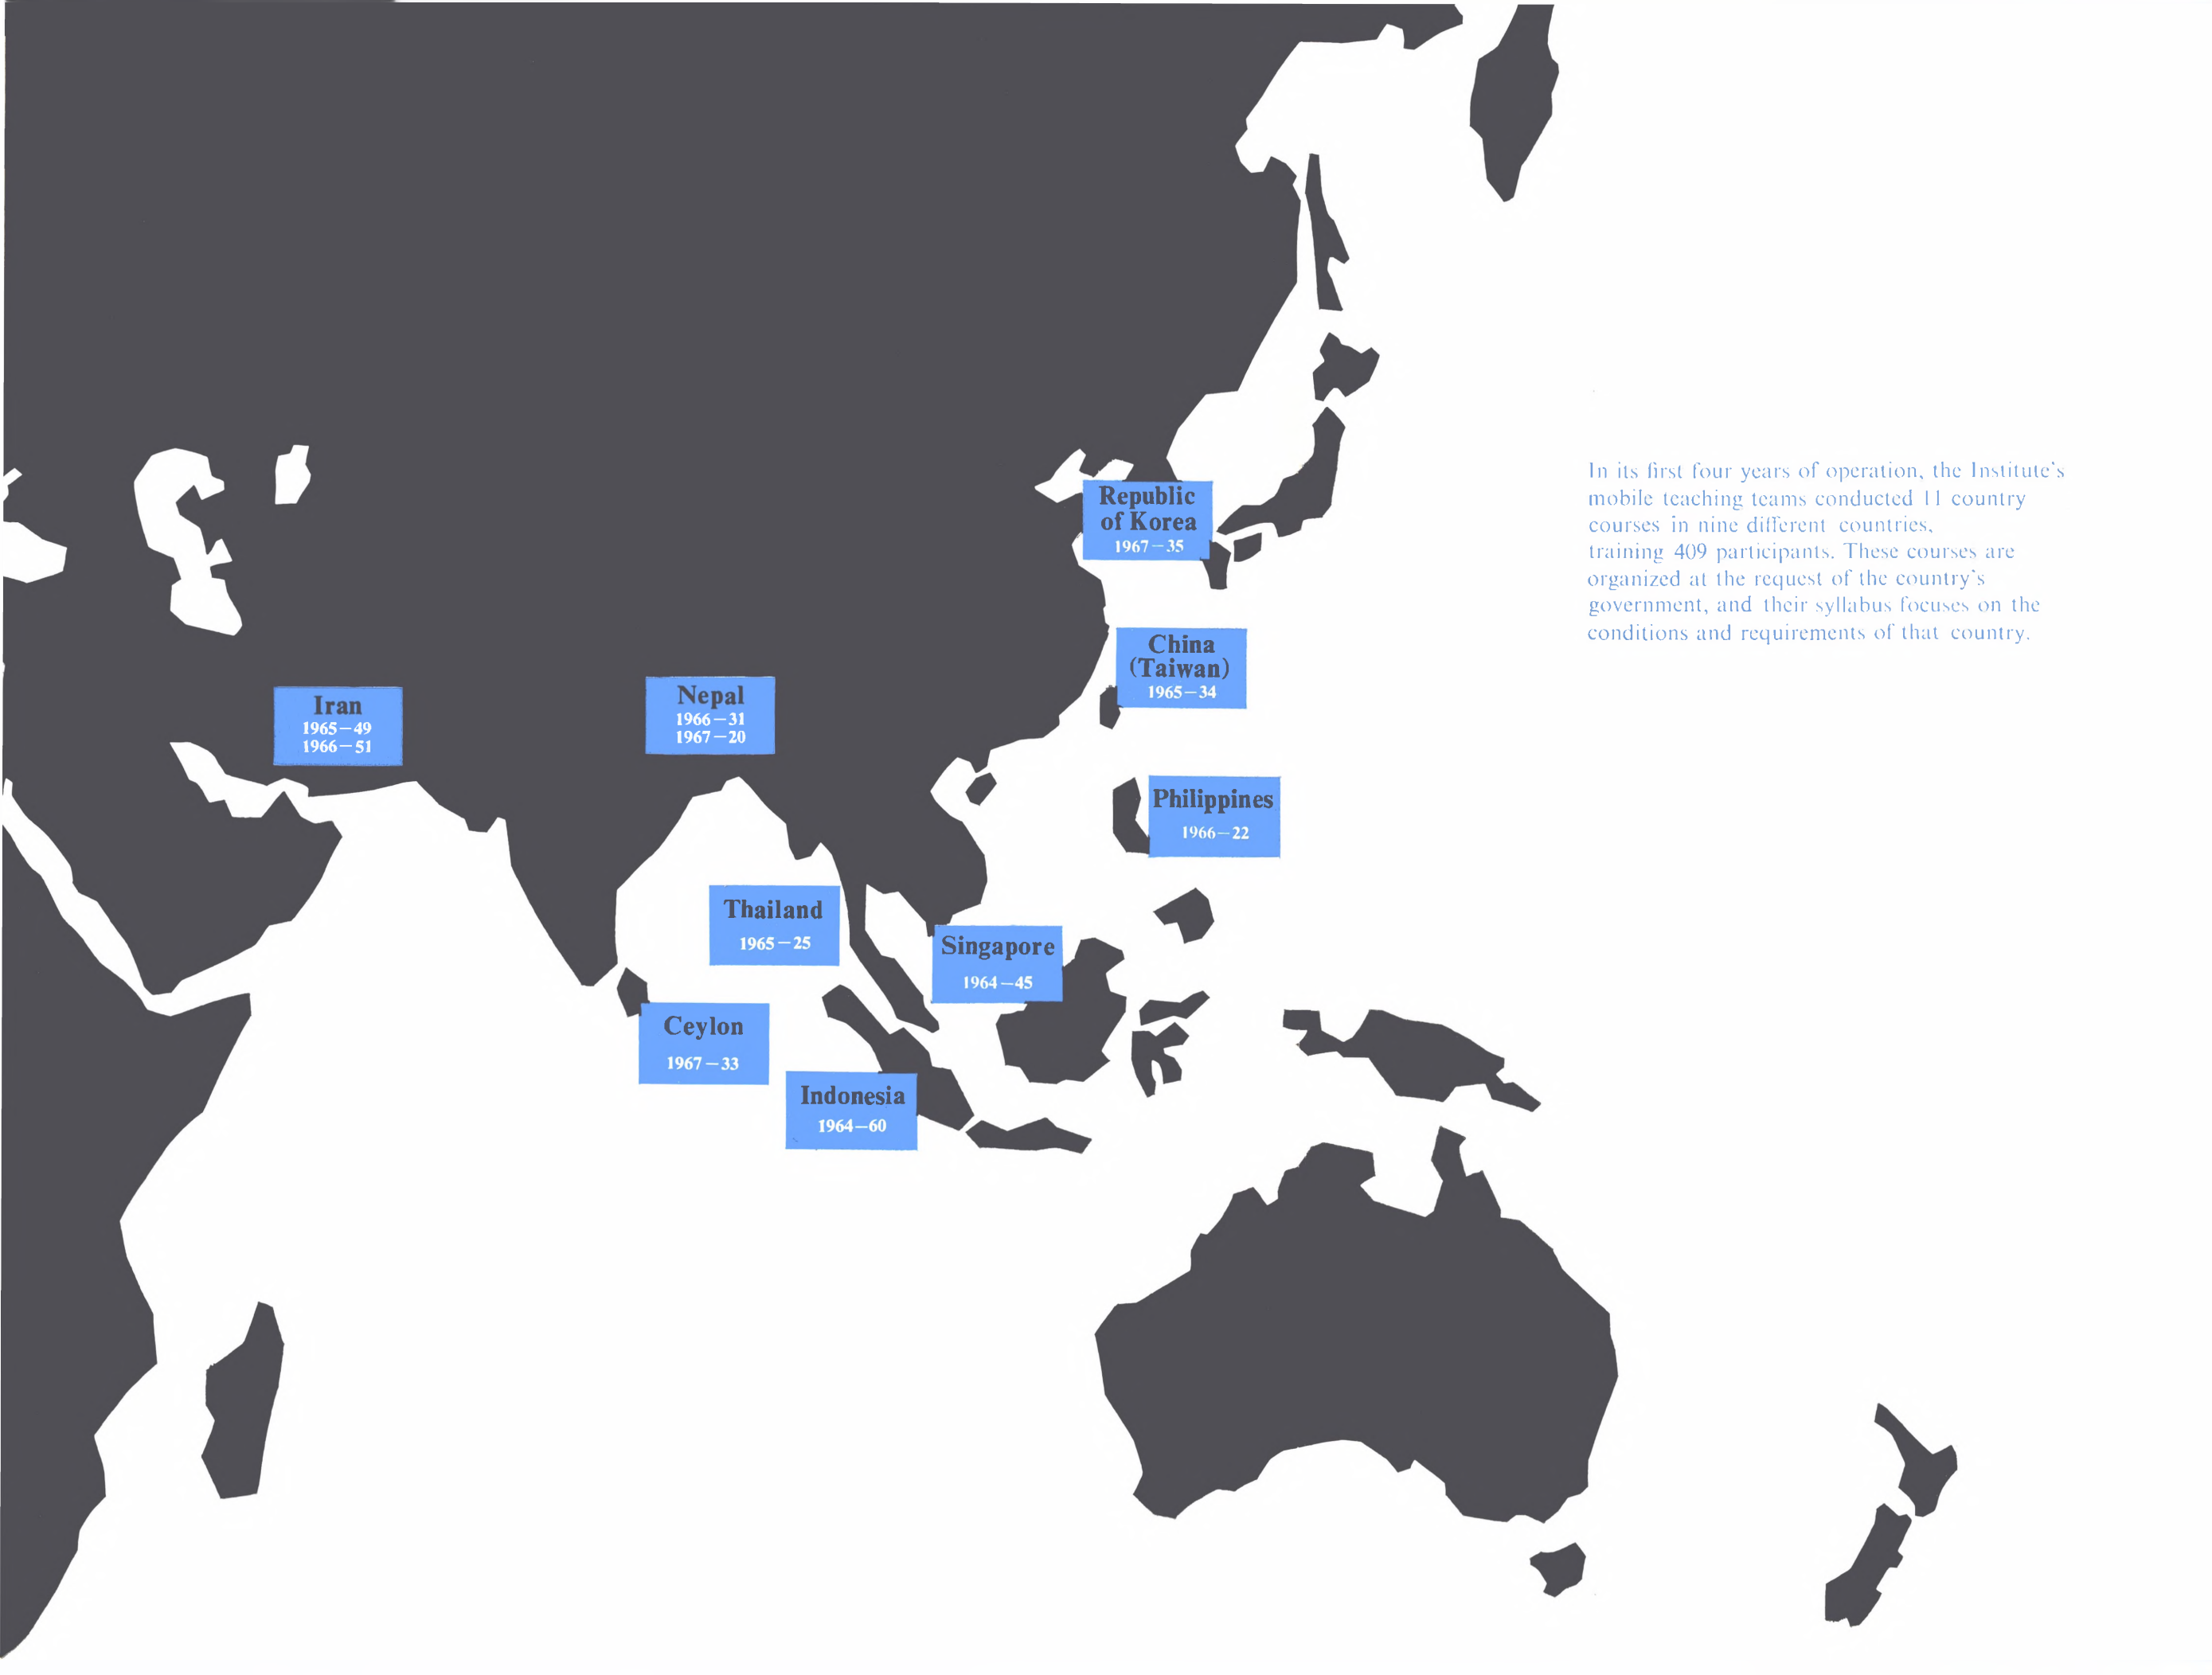 Republic
of Korea
1967—35
China
(Taiwan)
1965—34
Iran
1965—49
1966—51
Nepal
1966—31
1967—20
Philippines
1966—22
Thailand
1965—25
Singapore
1964—45
Ceylon
1967—33
Indonesia
1964—60
In its first four years of operation, the Institute's
mobile teaching teams conducted 11 country
courses in nine different countries,
training 409 participants. These courses are
organized at the request of the country's
government, and their syllabus focuses on the
conditions and requirements of that country.